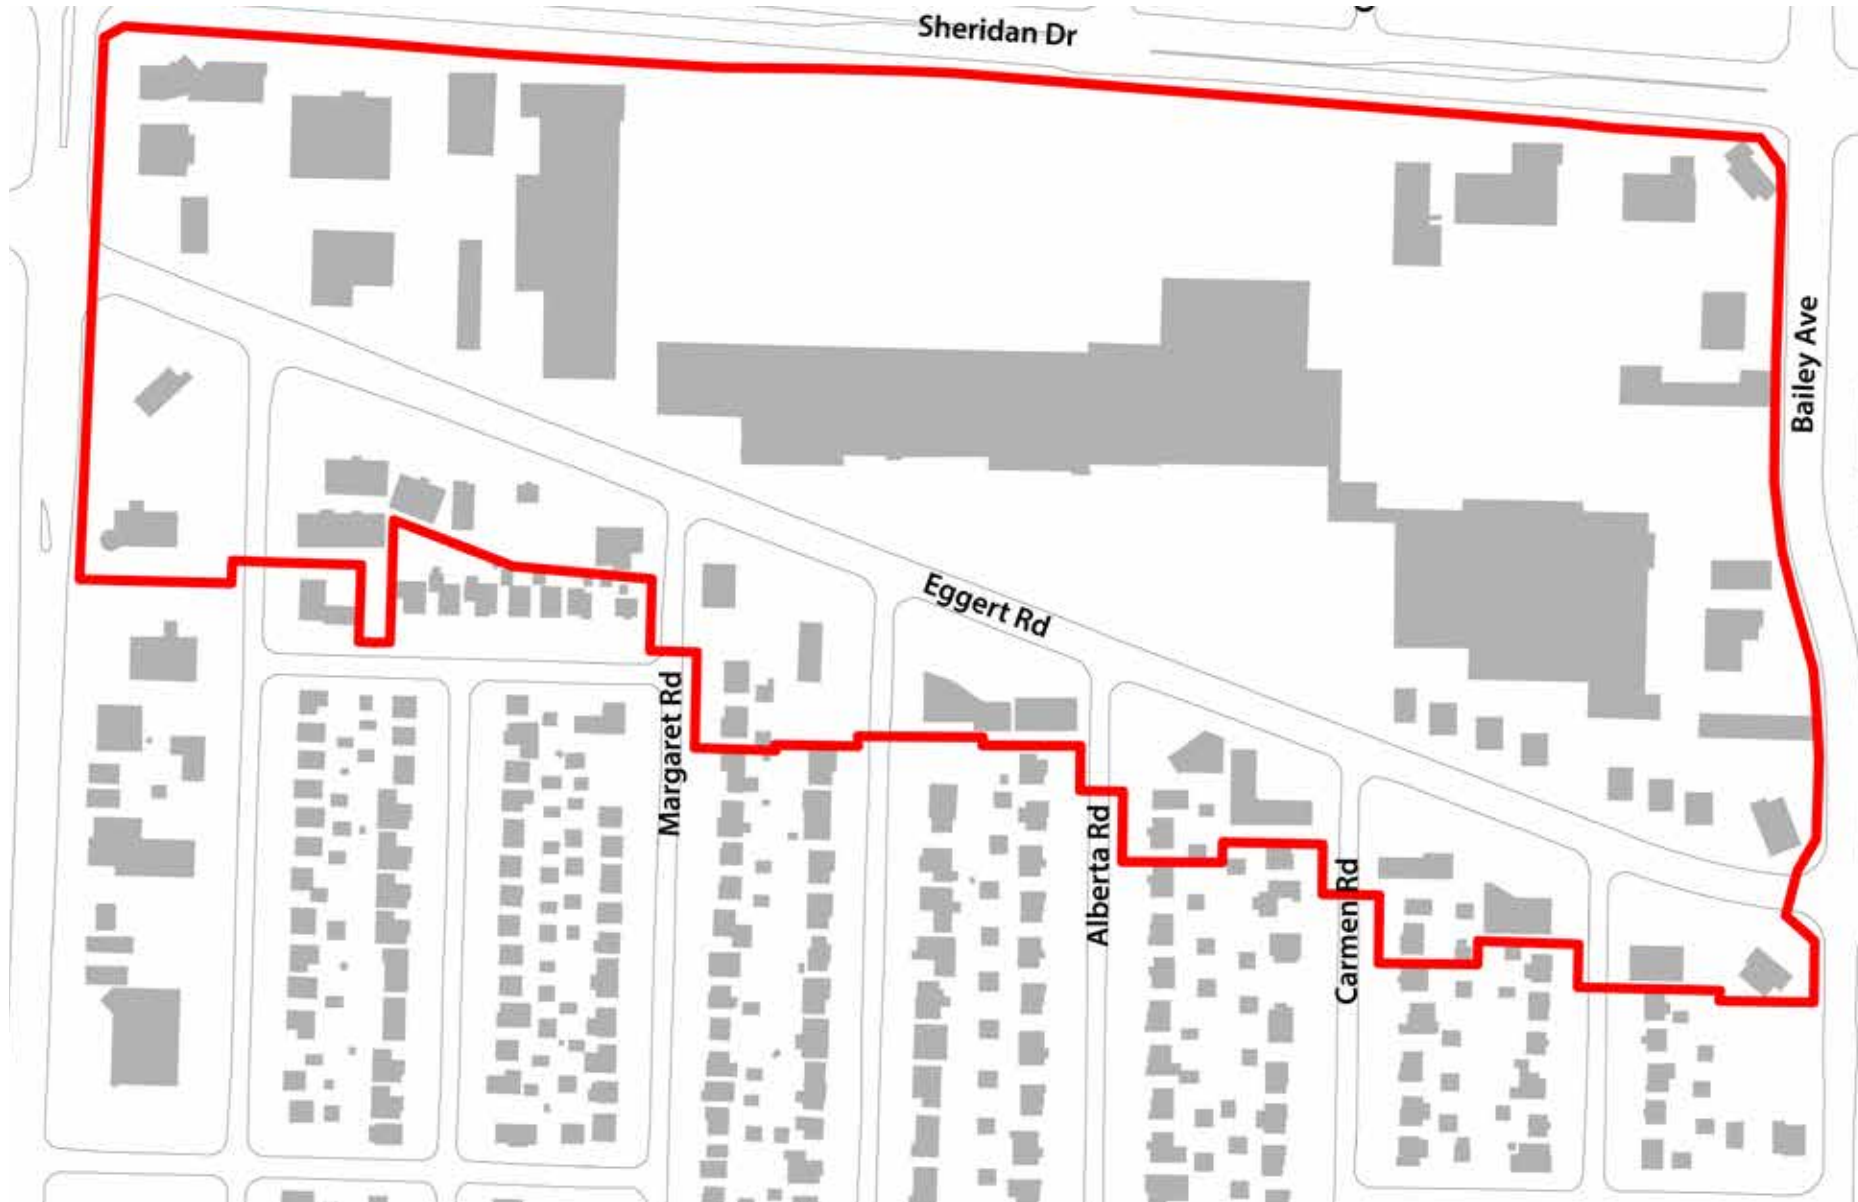 Sheridan Dr
Bailey Ave
Eggert Rd
Margaret Rd
Alberta Rd
Carmen Rd